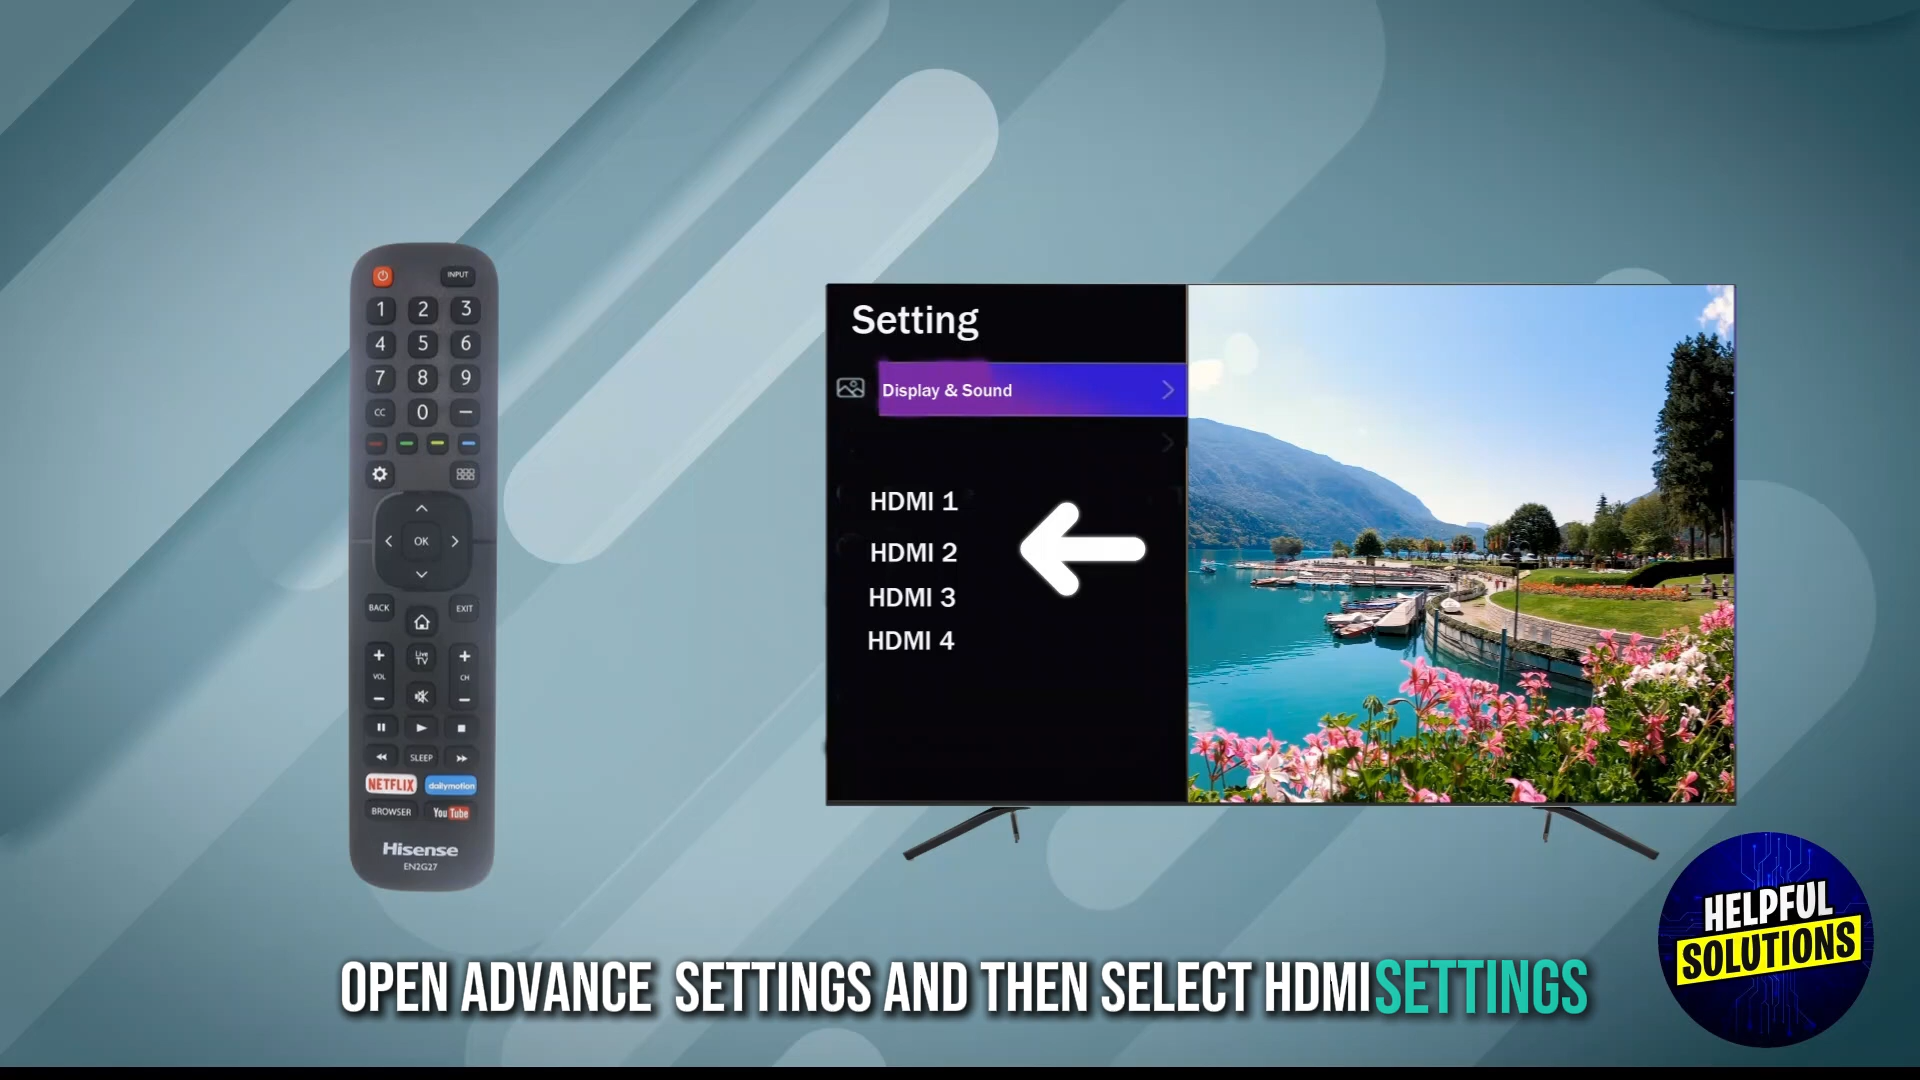 INPUT
1 2 3
4 5 6
7 8 9
CC 0
OK
BACK EXIT
+ Live TV +
VOL CH
SLEEP
NETFLIX dailymotion
BROWSER YouTube
Hisense
EN2G27
Setting
Display & Sound
HDMI 1
HDMI 2
HDMI 3
HDMI 4
HELPFUL
SOLUTIONS
OPEN ADVANCE SETTINGS AND THEN SELECT HDMI SETTINGS